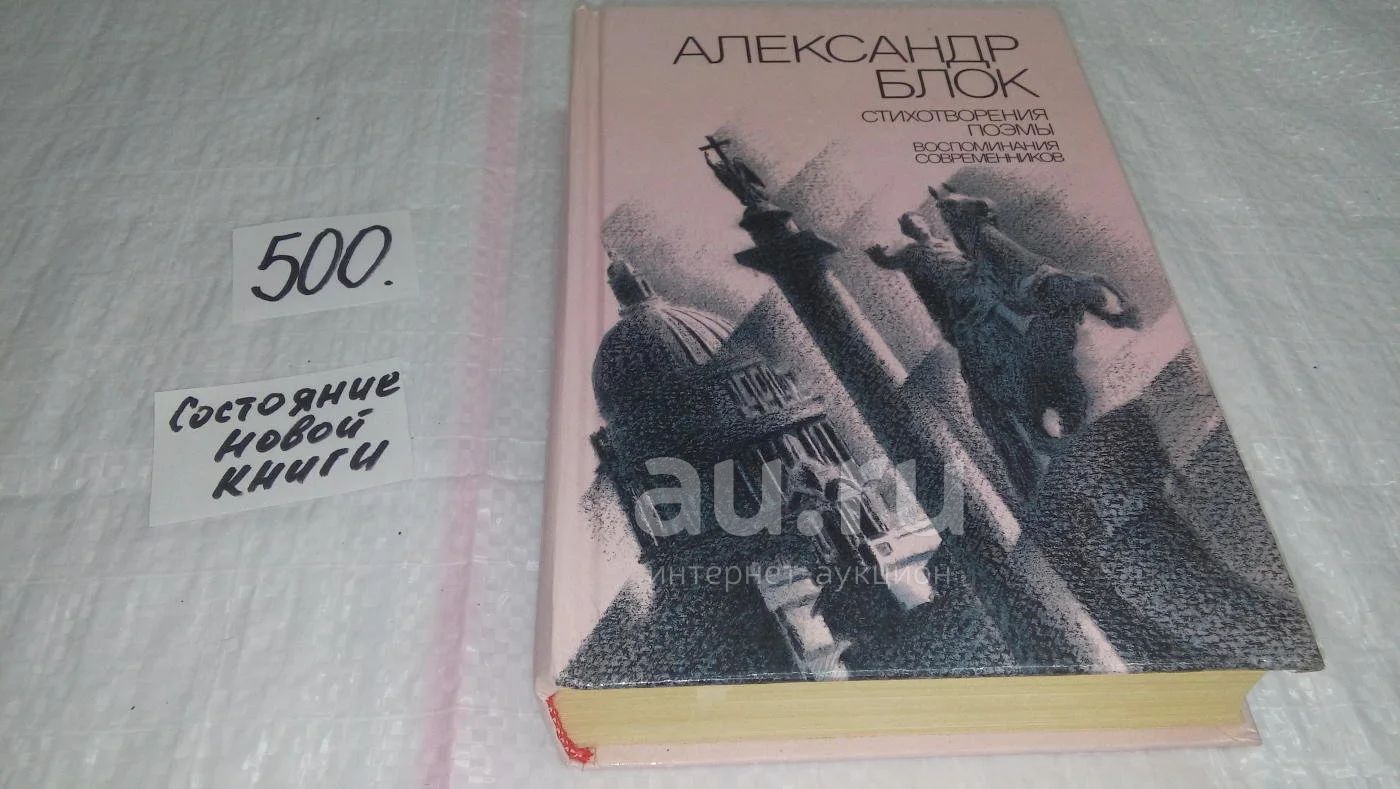 АЛЕКСАНДР
БЛОК
СТИХОТВОРЕНИЯ
ПОЭМЫ
ВОСПОМИНАНИЯ
СОВРЕМЕННИКОВ
500.
Состояние
новой
книги
au.ru
интернет аукцион